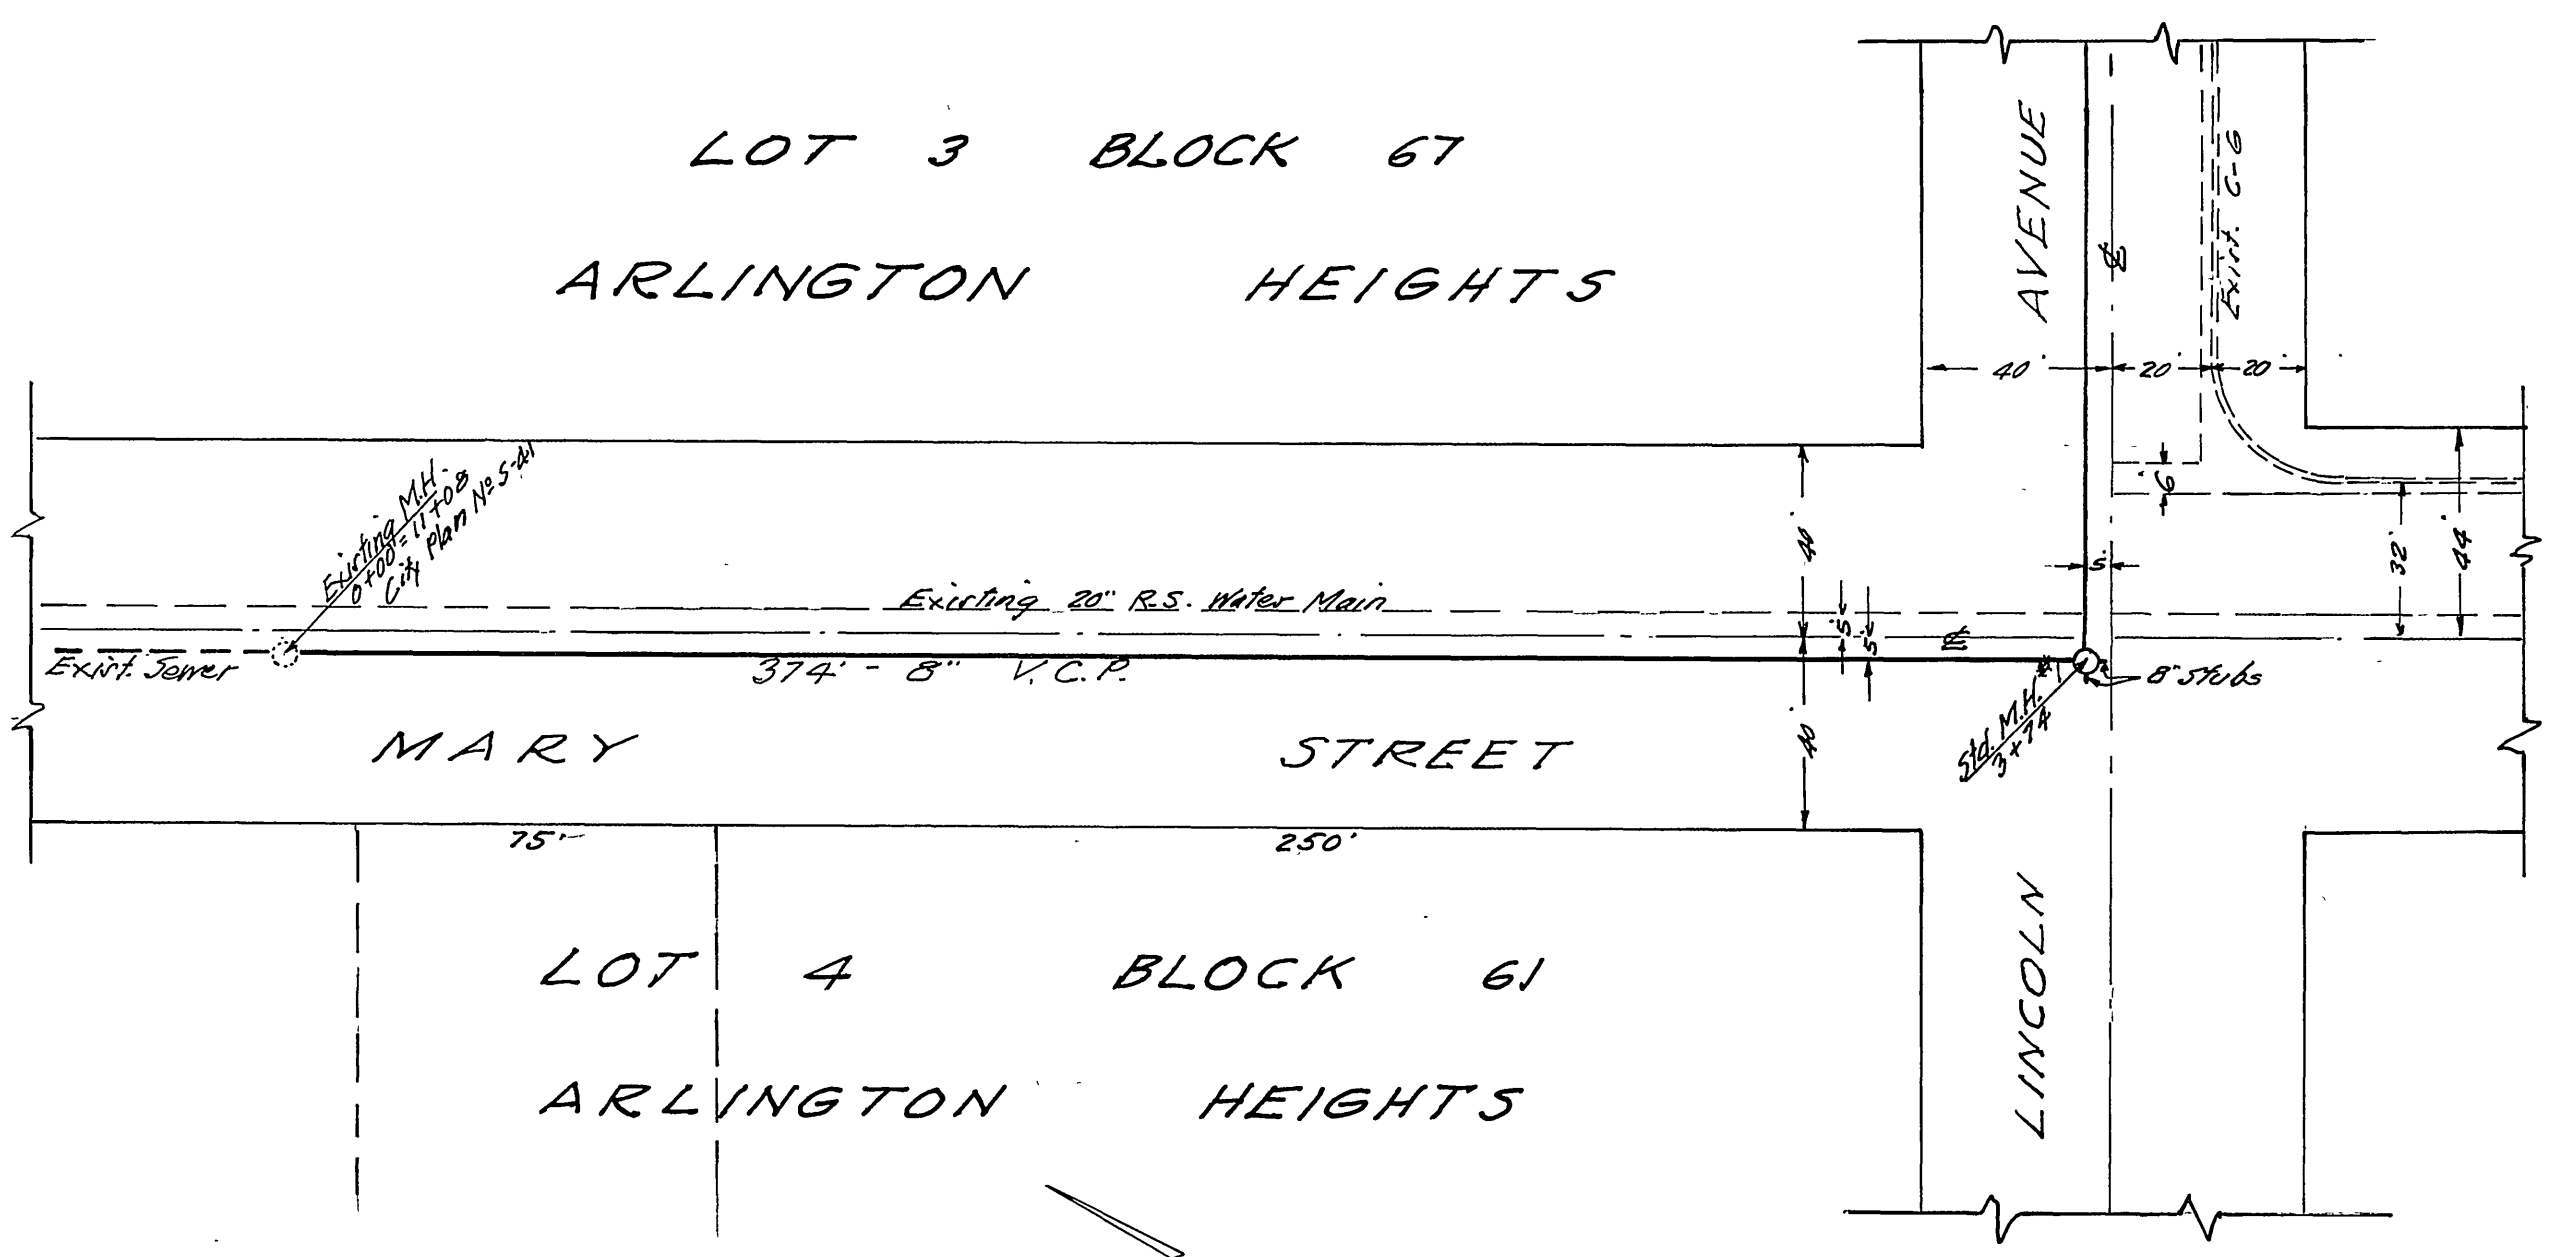 LOT 3 BLOCK 67
ARLINGTON HEIGHTS
AVENUE
℄
Exist. C-6
40' 20' 20'
Existing M.H.
0+00 = 11+08
City Plan Nº S-41
40'
6'
5'
32'
44'
Existing 20" R.S. Water Main
5'
5'
℄
Exist. Sewer
374' - 8" V.C.P.
8" Stubs
Std. M.H.
3+74
MARY STREET
40'
75'
250'
LOT 4 BLOCK 61
ARLINGTON HEIGHTS
LINCOLN